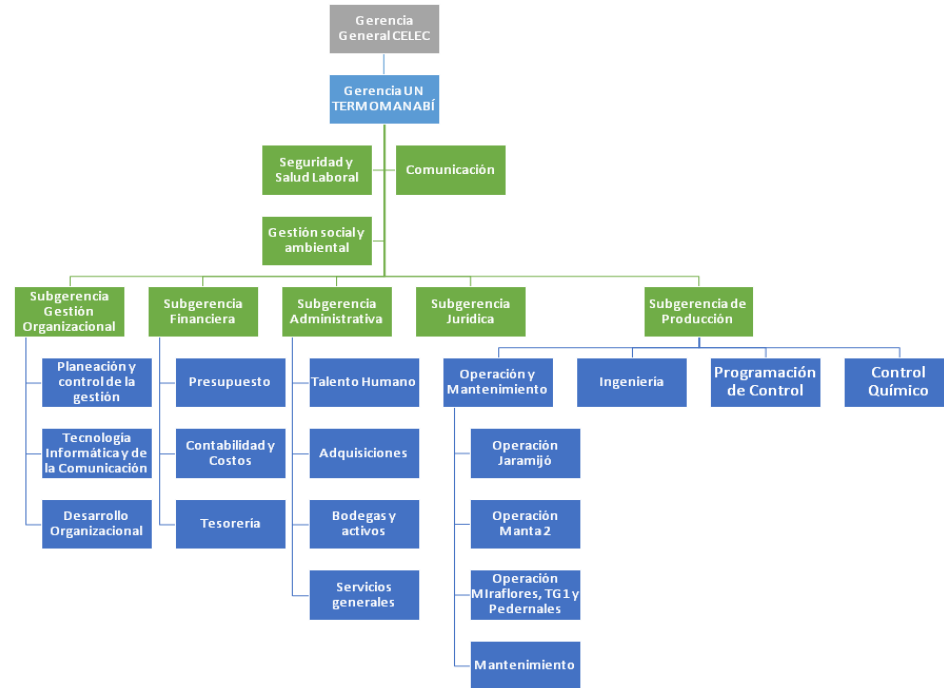 Gerencia
General CELEC
Gerencia UN
TERMOMANABÍ
Seguridad y
Salud Laboral
Comunicación
Gestión social y
ambiental
Subgerencia
Gestión
Organizacional
Subgerencia
Financiera
Subgerencia
Administrativa
Subgerencia
Jurídica
Subgerencia de
Producción
Planeación y
control de la
gestión
Tecnología
Informática y de
la Comunicación
Desarrollo
Organizacional
Presupuesto
Contabilidad y
Costos
Tesorería
Talento Humano
Adquisiciones
Bodegas y
activos
Servicios
generales
Operación y
Mantenimiento
Ingeniería
Programación
de Control
Control
Químico
Operación
Jaramijó
Operación
Manta 2
Operación
MIraflores, TG1 y
Pedernales
Mantenimiento